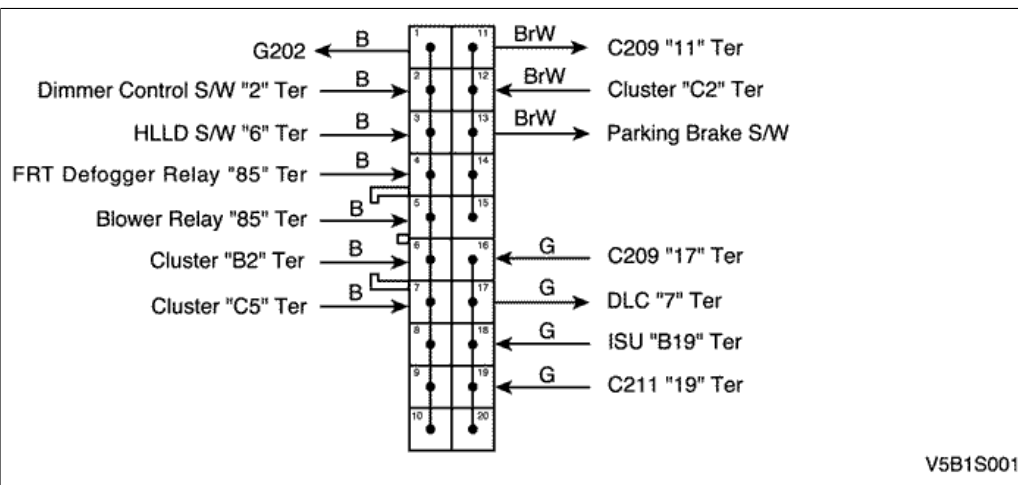 G202 B 1 11 BrW C209 "11" Ter
Dimmer Control S/W "2" Ter B 2 12 BrW Cluster "C2" Ter
HLLD S/W "6" Ter B 3 13 BrW Parking Brake S/W
FRT Defogger Relay "85" Ter B 4 14
Blower Relay "85" Ter B 5 15
Cluster "B2" Ter B 6 16 G C209 "17" Ter
Cluster "C5" Ter B 7 17 G DLC "7" Ter
8 18 G ISU "B19" Ter
9 19 G C211 "19" Ter
10 20
V5B1S001